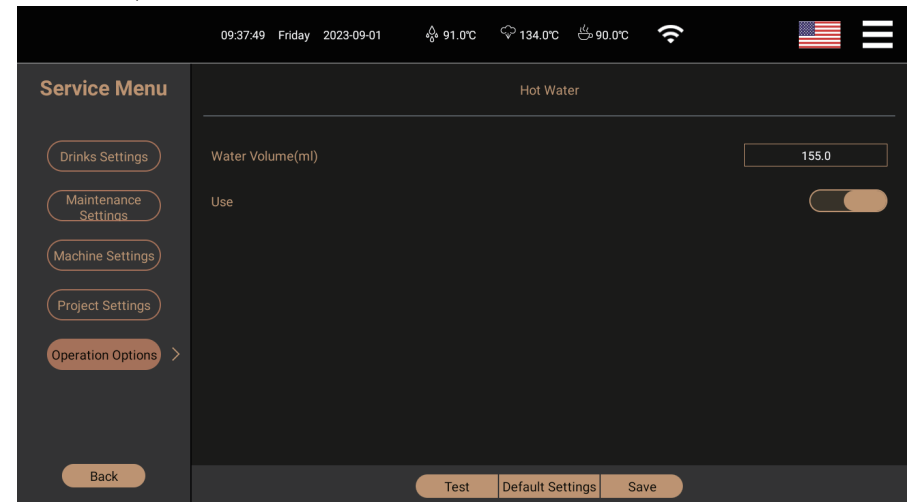 09:37:49 Friday 2023-09-01 91.0℃ 134.0℃ 90.0℃
Service Menu
Hot Water
Drinks Settings
Water Volume(ml) 155.0
Maintenance
Settings
Use
Machine Settings
Project Settings
Operation Options >
Back
Test Default Settings Save